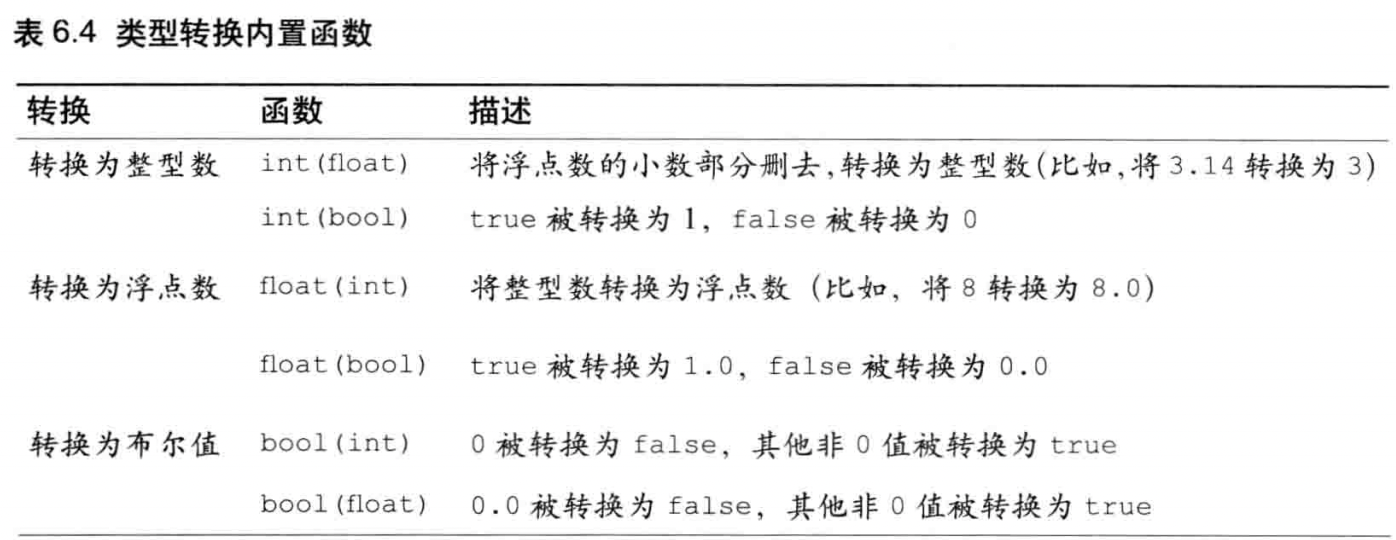 表 6.4 类型转换内置函数
转换 函数 描述
转换为整型数 int(float) 将浮点数的小数部分删去,转换为整型数(比如,将 3.14 转换为 3)
int(bool) true 被转换为 1, false 被转换为 0
转换为浮点数 float(int) 将整型数转换为浮点数 (比如, 将 8 转换为 8.0)
float(bool) true 被转换为 1.0, false 被转换为 0.0
转换为布尔值 bool(int) 0 被转换为 false, 其他非 0 值被转换为 true
bool(float) 0.0 被转换为 false, 其他非 0 值被转换为 true